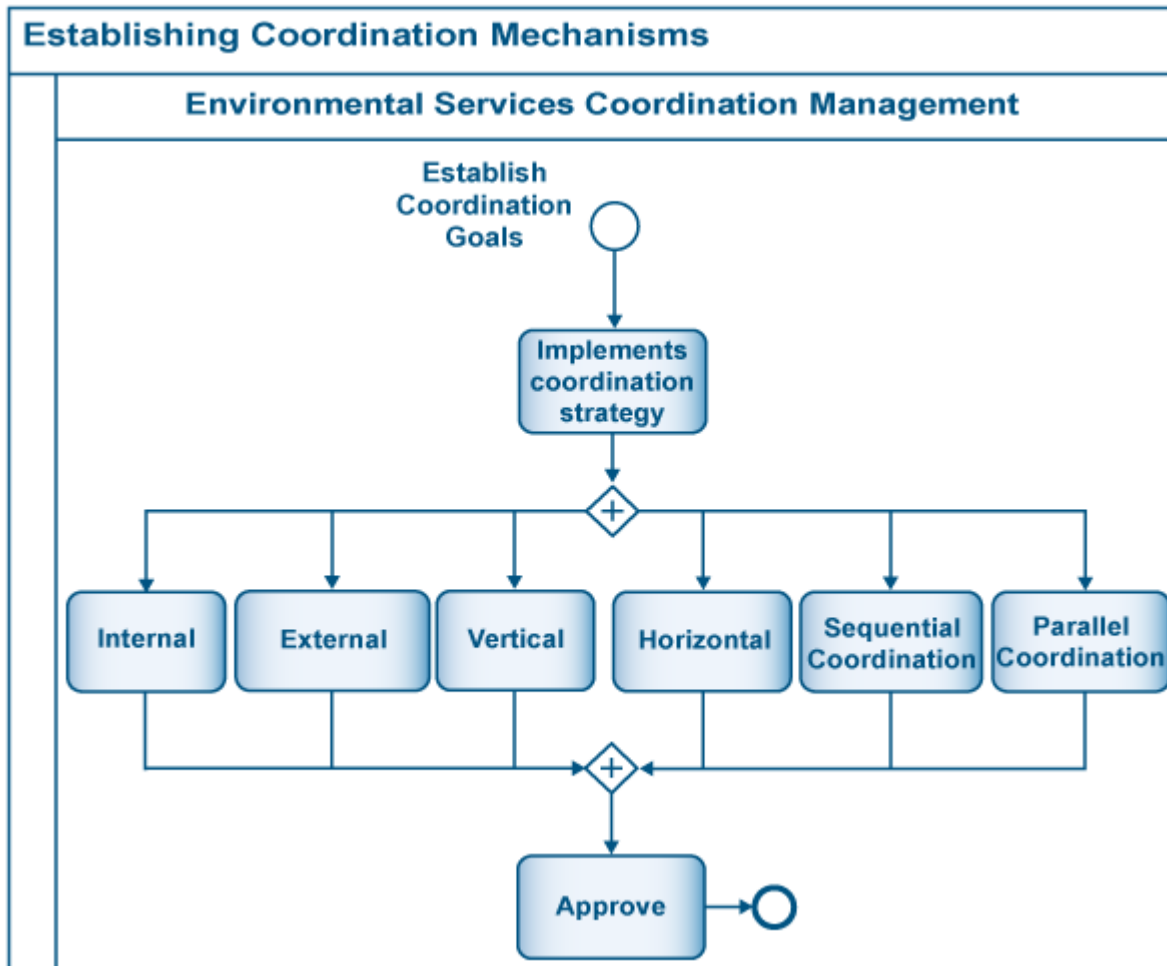 Establishing Coordination Mechanisms
Environmental Services Coordination Management
Establish
Coordination
Goals
Implements
coordination
strategy
Internal
External
Vertical
Horizontal
Sequential
Coordination
Parallel
Coordination
Approve